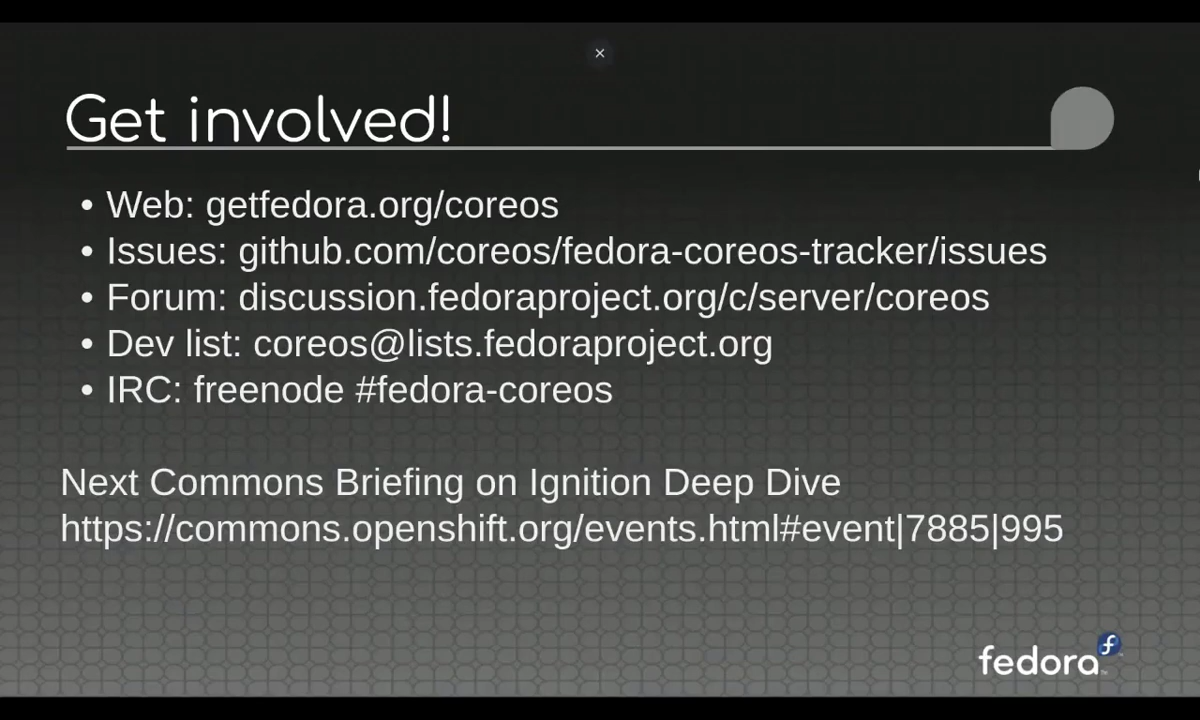 Get involved!
• Web: getfedora.org/coreos
• Issues: github.com/coreos/fedora-coreos-tracker/issues
• Forum: discussion.fedoraproject.org/c/server/coreos
• Dev list: coreos@lists.fedoraproject.org
• IRC: freenode #fedora-coreos
Next Commons Briefing on Ignition Deep Dive
https://commons.openshift.org/events.html#event|7885|995
fedora